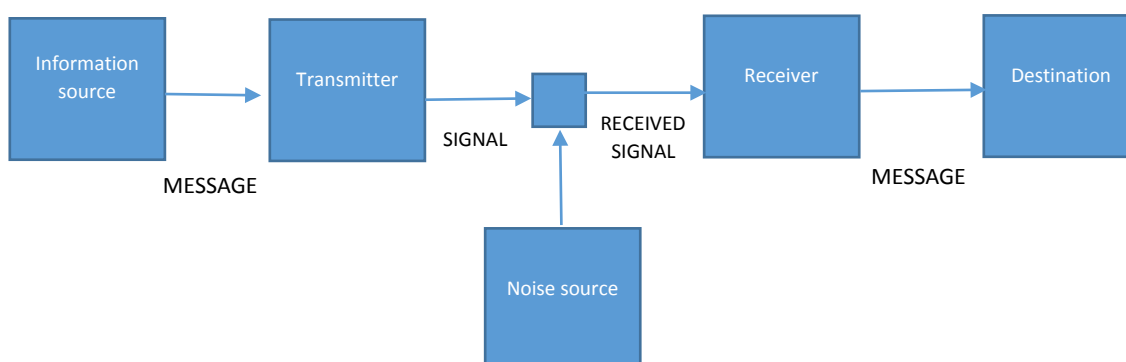 Information
source
Transmitter
Receiver
Destination
SIGNAL
RECEIVED
SIGNAL
MESSAGE
MESSAGE
Noise source